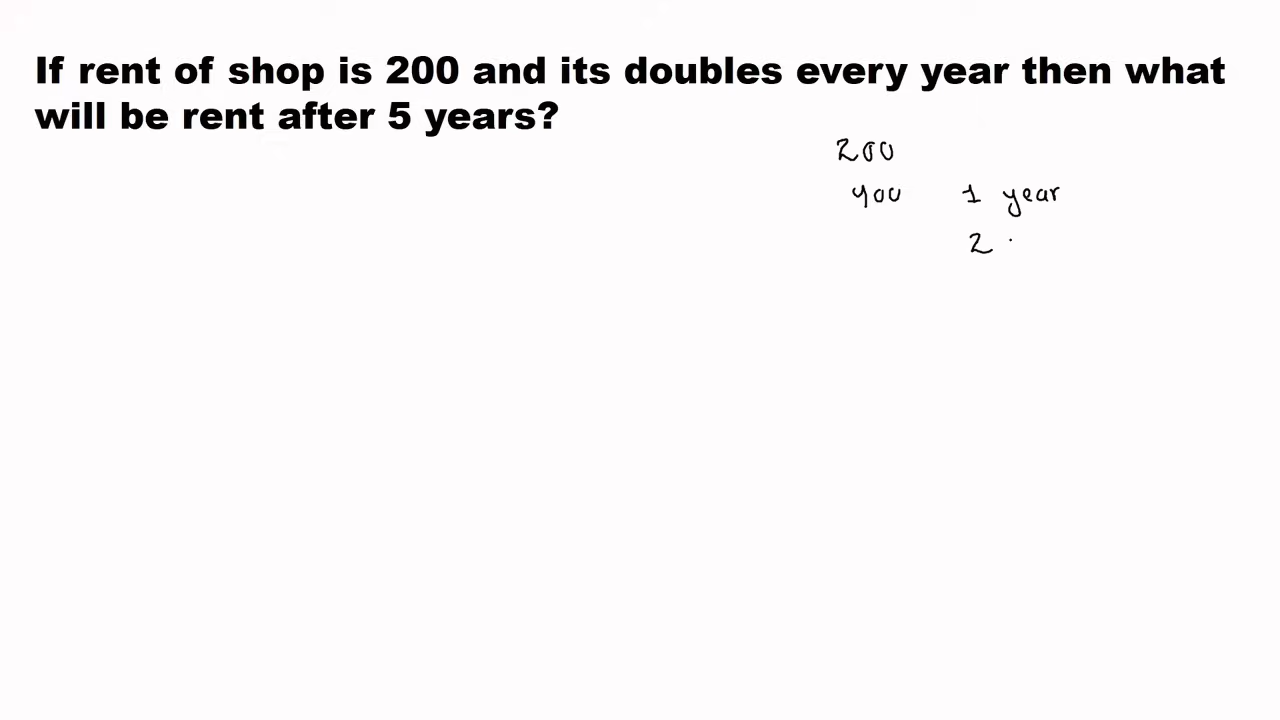 If rent of shop is 200 and its doubles every year then what
will be rent after 5 years?
200
400 1 year
2